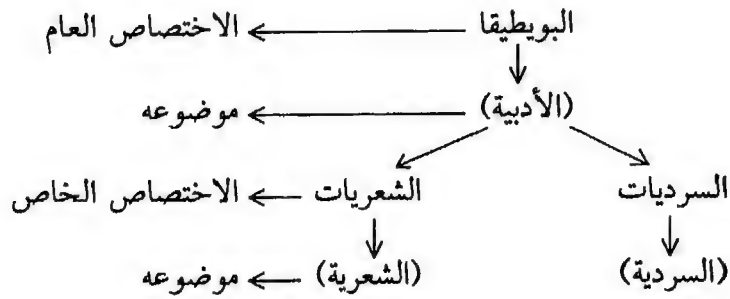 البويطيقا الاختصاص العام
(الأدبية) موضوعه
السرديات الشعريات الاختصاص الخاص
(السردية) (الشعرية) موضوعه